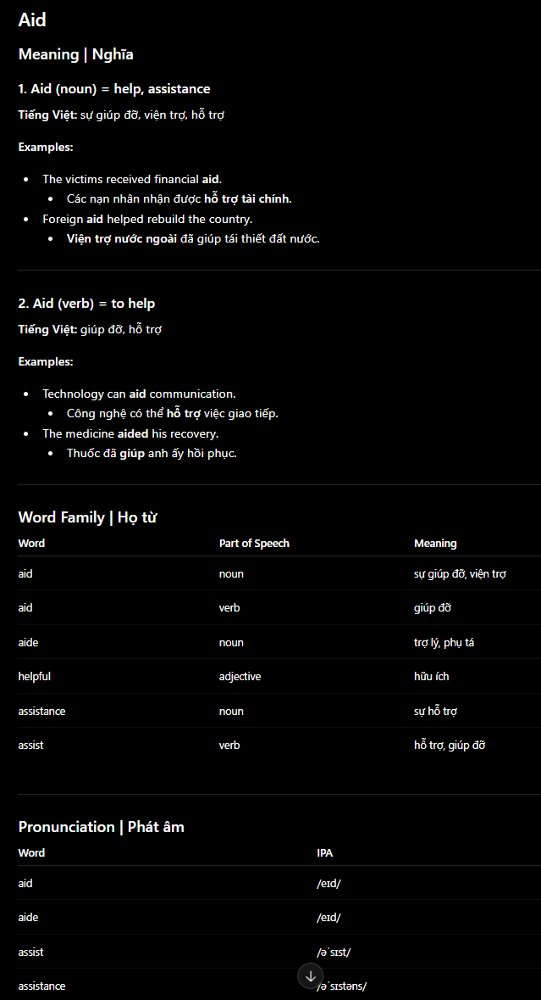 Aid
Meaning | Nghĩa
1. Aid (noun) = help, assistance
Tiếng Việt: sự giúp đỡ, viện trợ, hỗ trợ
Examples:
The victims received financial aid.
Các nạn nhân nhận được hỗ trợ tài chính.
Foreign aid helped rebuild the country.
Viện trợ nước ngoài đã giúp tái thiết đất nước.
2. Aid (verb) = to help
Tiếng Việt: giúp đỡ, hỗ trợ
Examples:
Technology can aid communication.
Công nghệ có thể hỗ trợ việc giao tiếp.
The medicine aided his recovery.
Thuốc đã giúp anh ấy hồi phục.
Word Family | Họ từ
Word Part of Speech Meaning
aid noun sự giúp đỡ, viện trợ
aid verb giúp đỡ
aide noun trợ lý, phụ tá
helpful adjective hữu ích
assistance noun sự hỗ trợ
assist verb hỗ trợ, giúp đỡ
Pronunciation | Phát âm
Word IPA
aid /eɪd/
aide /eɪd/
assist /əˈsɪst/
assistance /əˈsɪstəns/